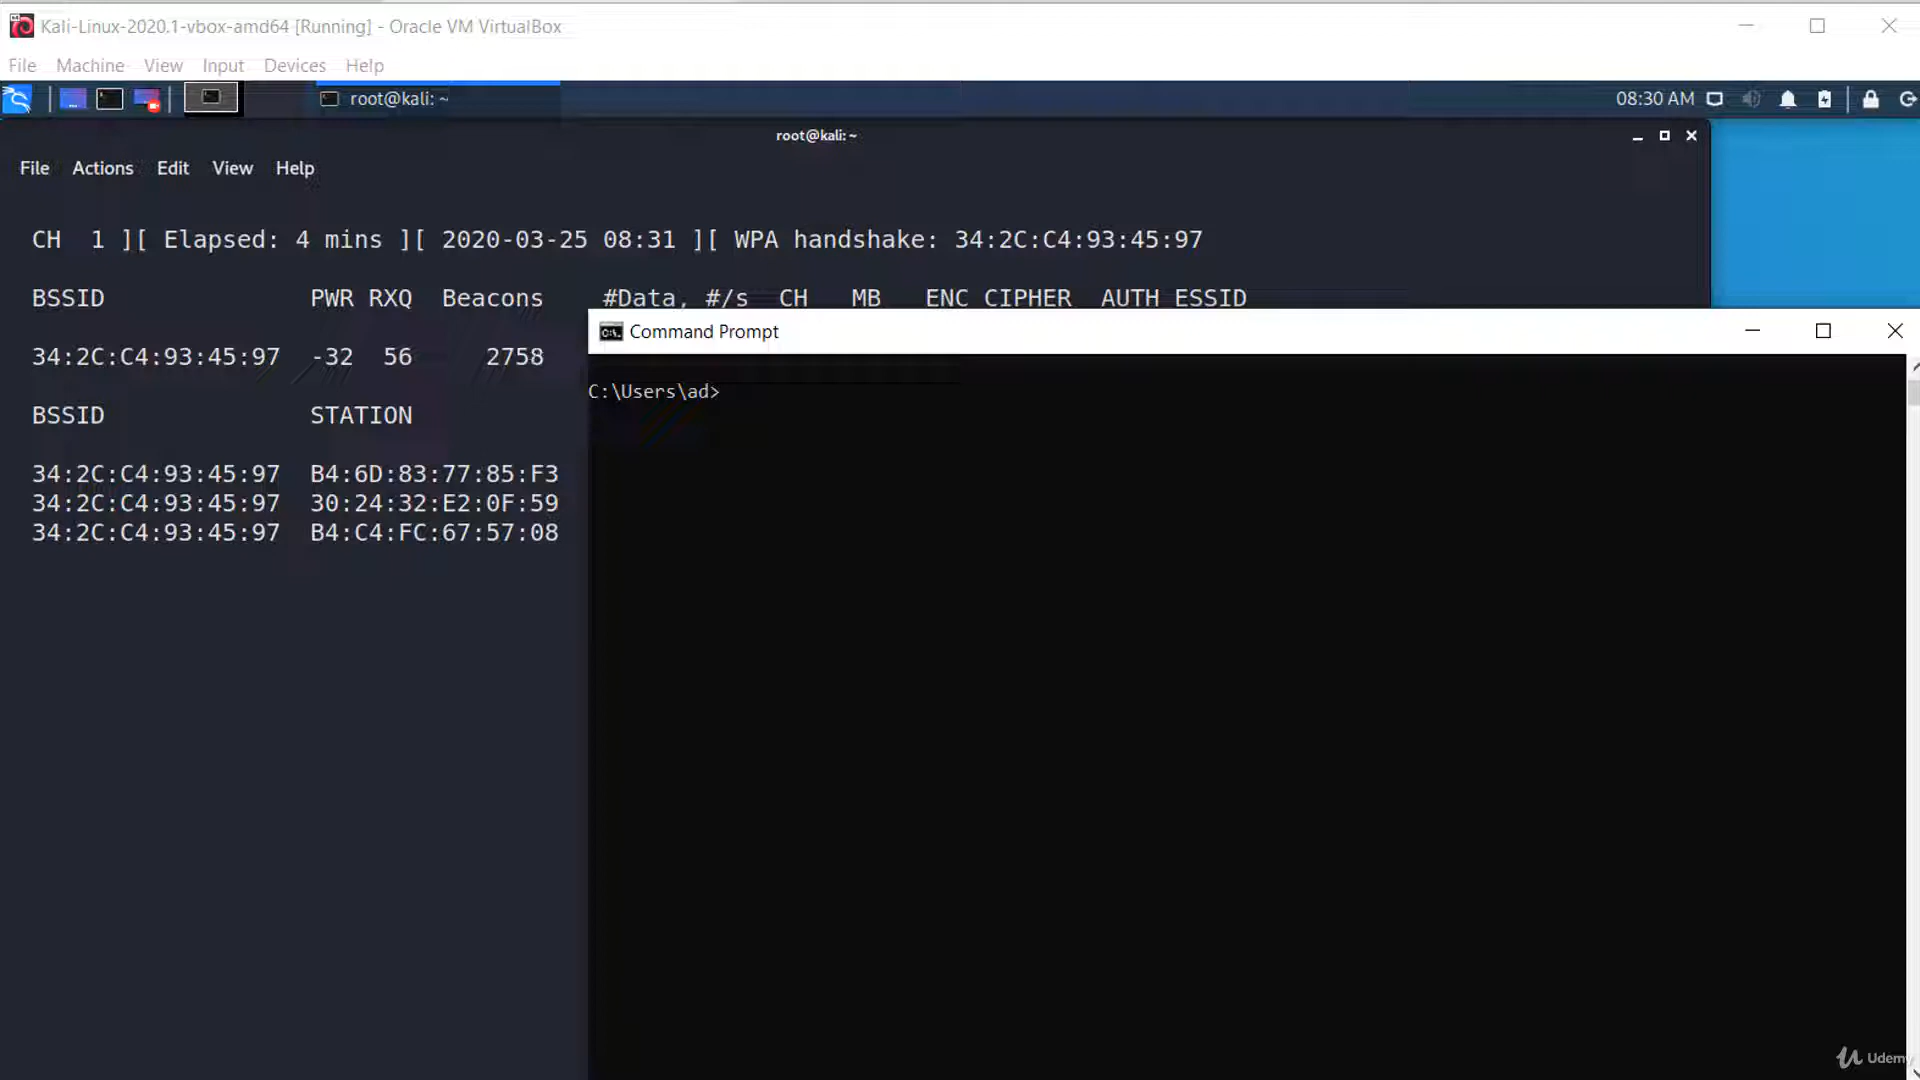 Kali-Linux-2020.1-vbox-amd64 [Running] - Oracle VM VirtualBox
File Machine View Input Devices Help
root@kali: ~ 08:30 AM
root@kali: ~
File Actions Edit View Help
CH 1 ][ Elapsed: 4 mins ][ 2020-03-25 08:31 ][ WPA handshake: 34:2C:C4:93:45:97
BSSID PWR RXQ Beacons #Data, #/s CH MB ENC CIPHER AUTH ESSID
34:2C:C4:93:45:97 -32 56 2758
BSSID STATION
34:2C:C4:93:45:97 B4:6D:83:77:85:F3
34:2C:C4:93:45:97 30:24:32:E2:0F:59
34:2C:C4:93:45:97 B4:C4:FC:67:57:08
Command Prompt
C:\Users\ad>
Udemy